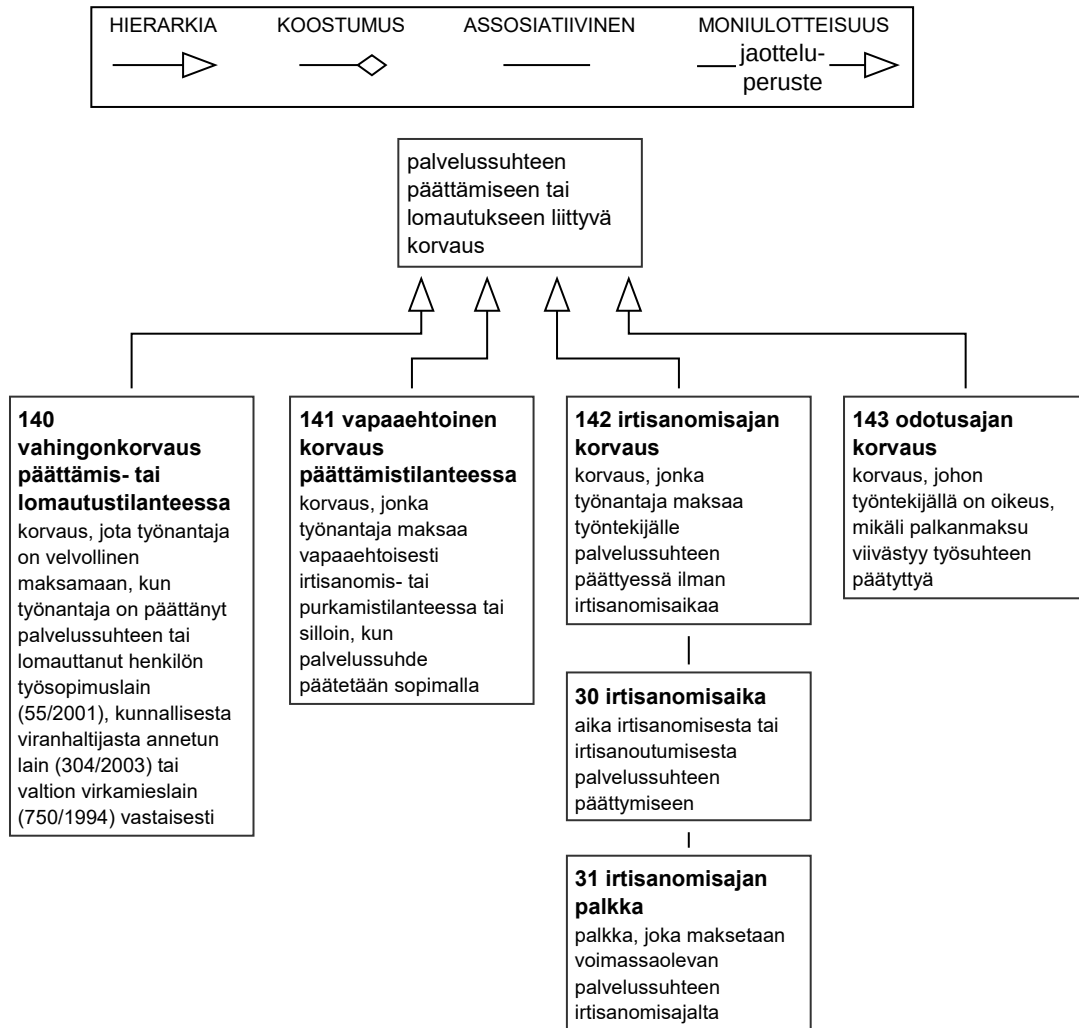 HIERARKIA
KOOSTUMUS
ASSOSIATIIVINEN
MONIULOTTEISUUS
jaottelu-
peruste
palvelussuhteen
päättämiseen tai
lomautukseen liittyvä
korvaus
140
vahingonkorvaus
päättämis- tai
lomautustilanteessa
korvaus, jota työnantaja
on velvollinen
maksamaan, kun
työnantaja on päättänyt
palvelussuhteen tai
lomauttanut henkilön
työsopimuslain
(55/2001), kunnallisesta
viranhaltijasta annetun
lain (304/2003) tai
valtion virkamieslain
(750/1994) vastaisesti
141 vapaaehtoinen
korvaus
päättämistilanteessa
korvaus, jonka
työnantaja maksaa
vapaaehtoisesti
irtisanomis- tai
purkamistilanteessa tai
silloin, kun
palvelussuhde
päätetään sopimalla
142 irtisanomisajan
korvaus
korvaus, jonka
työnantaja maksaa
työntekijälle
palvelussuhteen
päättyessä ilman
irtisanomisaikaa
143 odotusajan
korvaus
korvaus, johon
työntekijällä on oikeus,
mikäli palkanmaksu
viivästyy työsuhteen
päätyttyä
30 irtisanomisaika
aika irtisanomisesta tai
irtisanoutumisesta
palvelussuhteen
päättymiseen
31 irtisanomisajan
palkka
palkka, joka maksetaan
voimassaolevan
palvelussuhteen
irtisanomisajalta